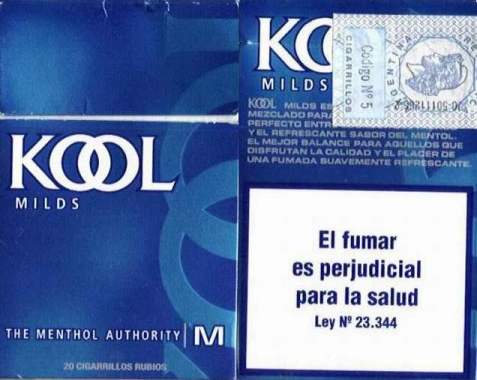 KOOL
MILDS
THE MENTHOL AUTHORITY M
20 CIGARRILLOS RUBIOS
KO
MILDS
CIGARRILLOS
Código Nº 5
KOOL MILDS ES
MEZCLADO PARA
PERFECTO ENTR
Y EL REFRESCANTE SABOR DEL MENTOL.
EL MEJOR BALANCE PARA AQUELLOS QUE
DISFRUTAN LA CALIDAD Y EL PLACER DE
UNA FUMADA SUAVEMENTE REFRESCANTE.
El fumar
es perjudicial
para la salud
Ley Nº 23.344